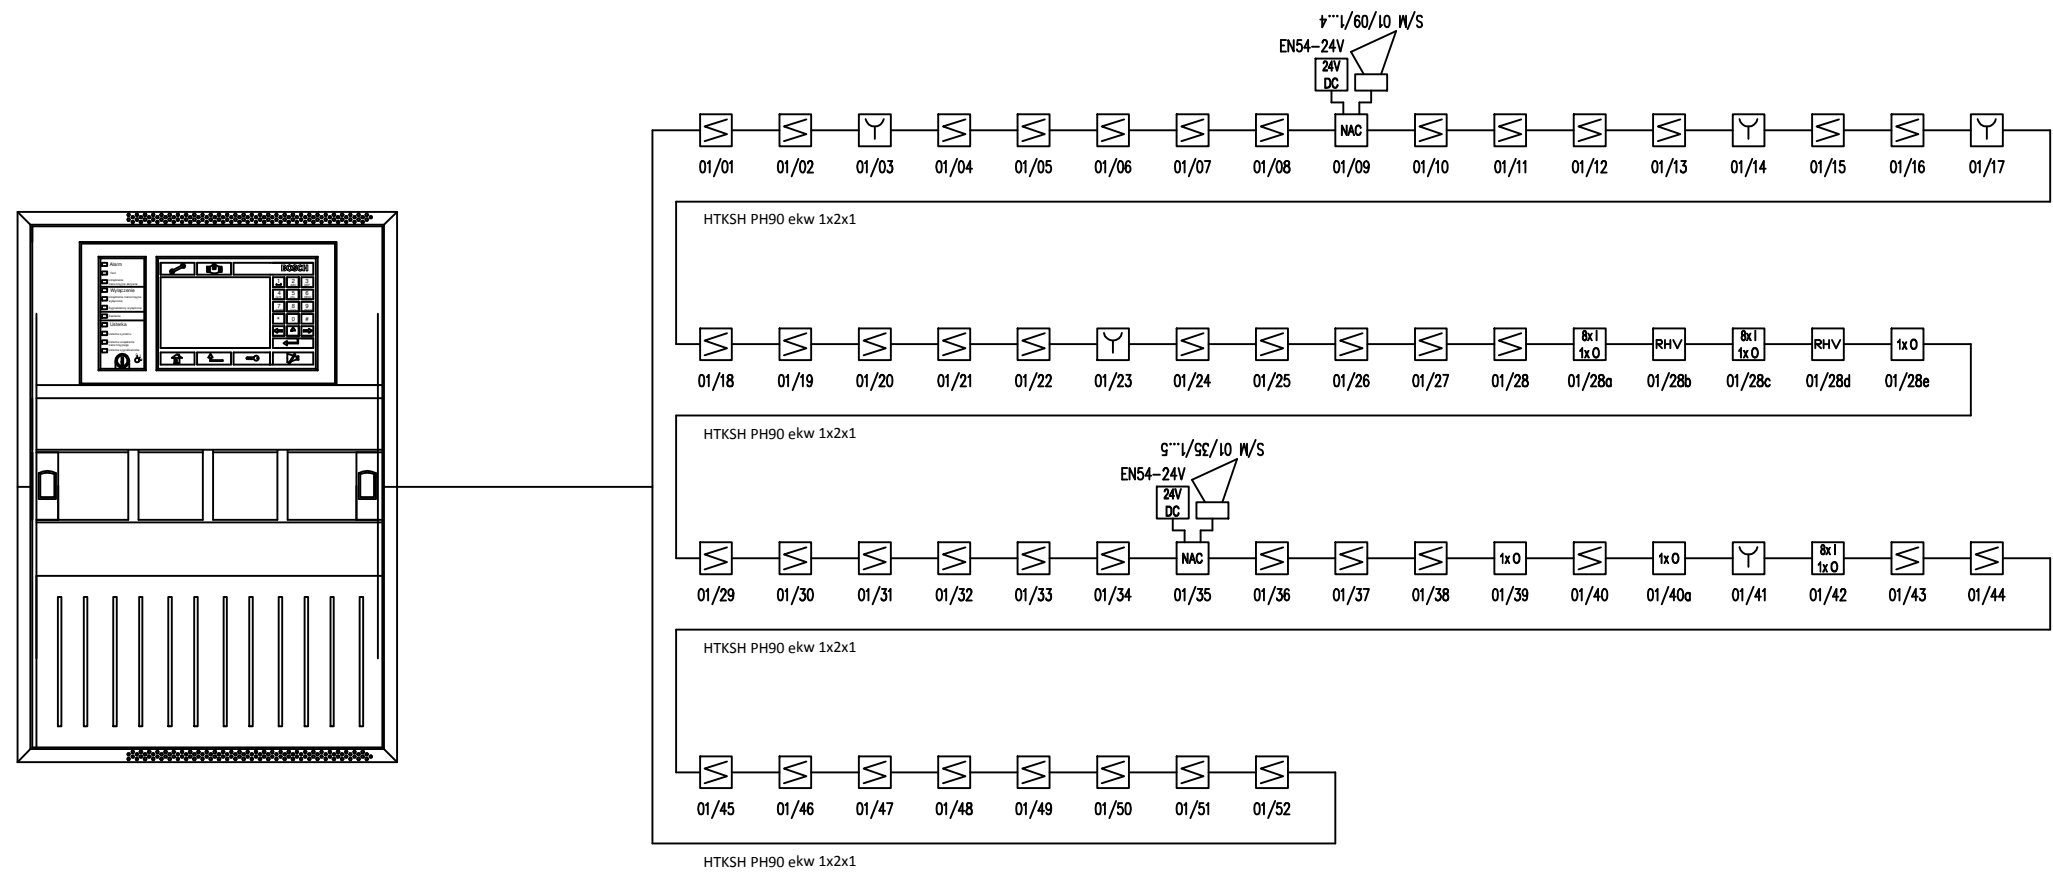 S/M 01/09/1...4
EN54-24V
24V
DC
NAC
01/01 01/02 01/03 01/04 01/05 01/06 01/07 01/08 01/09 01/10 01/11 01/12 01/13 01/14 01/15 01/16 01/17
HTKSH PH90 ekw 1x2x1
Alarm
BOSCH
Wyłączenie
Usterka
8x I
1x O
RHV
8x I
1x O
RHV
1x O
01/18 01/19 01/20 01/21 01/22 01/23 01/24 01/25 01/26 01/27 01/28 01/28a 01/28b 01/28c 01/28d 01/28e
HTKSH PH90 ekw 1x2x1
S/M 01/35/1...5
EN54-24V
24V
DC
NAC
1x O
1x O
8x I
1x O
01/29 01/30 01/31 01/32 01/33 01/34 01/35 01/36 01/37 01/38 01/39 01/40 01/40a 01/41 01/42 01/43 01/44
HTKSH PH90 ekw 1x2x1
01/45 01/46 01/47 01/48 01/49 01/50 01/51 01/52
HTKSH PH90 ekw 1x2x1